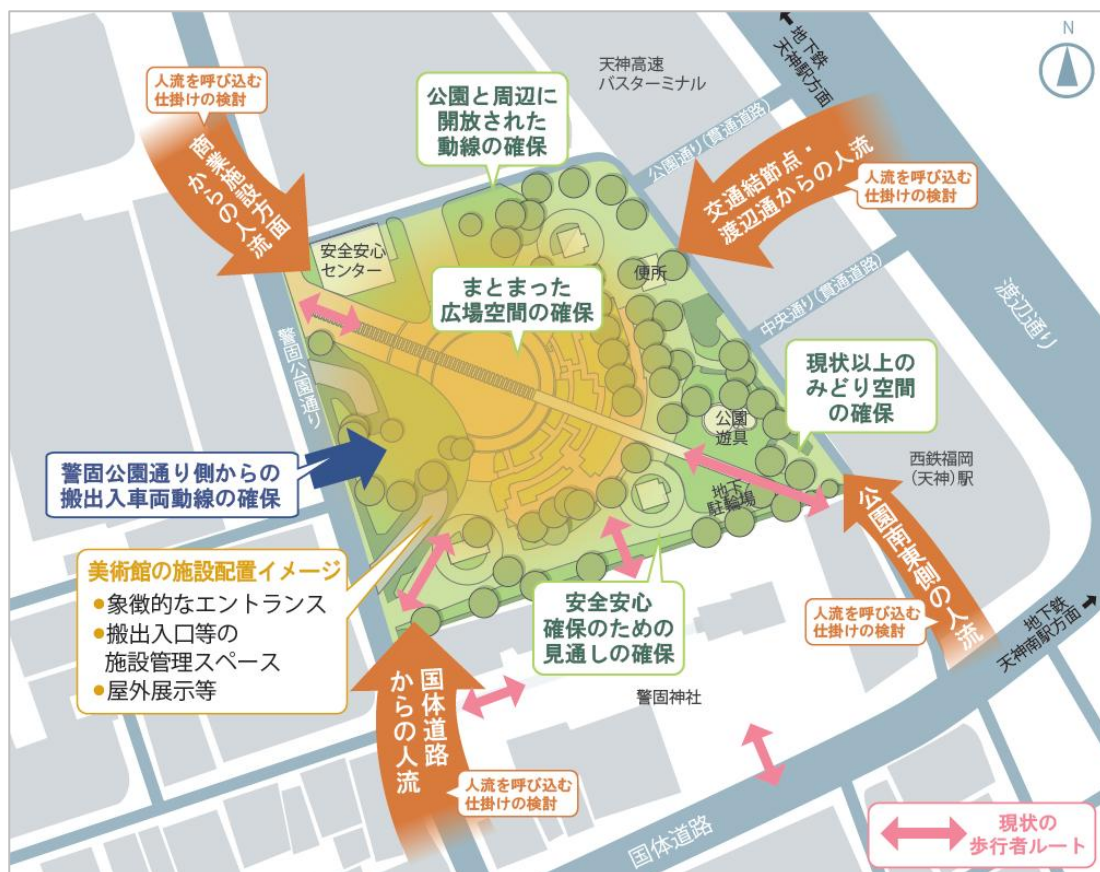 N
地下鉄
天神駅方面
天神高速
バスターミナル
人流を呼び込む
仕掛けの検討
商業施設方面
からの人流
公園と周辺に
開放された
動線の確保
公園通り(貫通道路)
交通結節点・
渡辺通からの人流
人流を呼び込む
仕掛けの検討
安全安心
センター
便所
まとまった
広場空間の確保
中央通り(貫通道路)
渡辺通り
警固公園通り
現状以上の
みどり空間
の確保
公園
遊具
警固公園通り側からの
搬出入車両動線の確保
地下
駐輪場
西鉄福岡
(天神)駅
美術館の施設配置イメージ
●象徴的なエントランス
●搬出入口等の
施設管理スペース
●屋外展示等
安全安心
確保のための
見通しの確保
公園南東側の人流
人流を呼び込む
仕掛けの検討
地下鉄
天神南駅方面
国体道路
からの人流
人流を呼び込む
仕掛けの検討
警固神社
国体道路
現状の
歩行者ルート